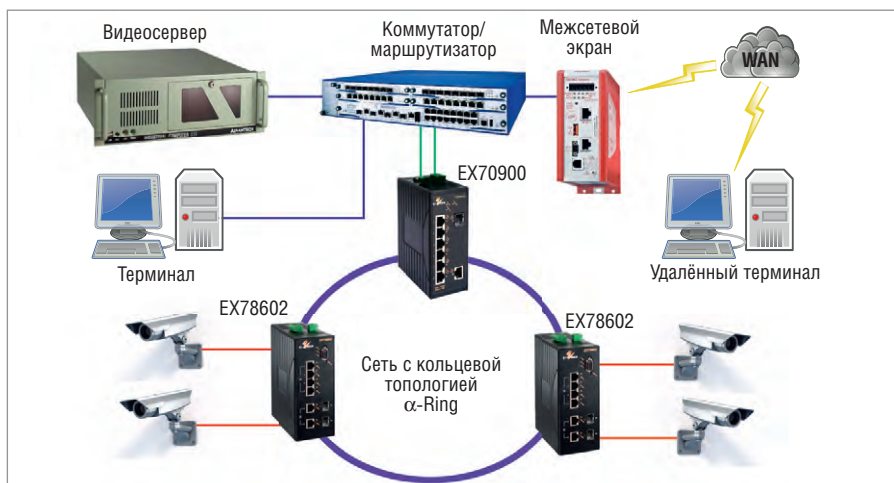 Видеосервер
Коммутатор/
маршрутизатор
Межсетевой
экран
WAN
EX70900
Терминал
Удалённый терминал
EX78602
EX78602
Сеть с кольцевой
топологией
α-Ring